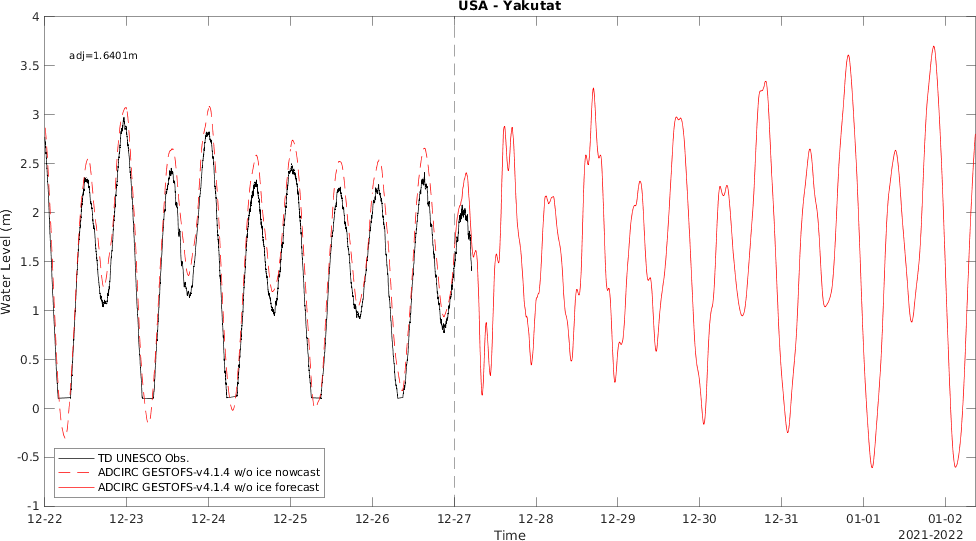 USA - Yakutat
adj=1.6401m
Water Level (m)
4
3.5
3
2.5
2
1.5
1
0.5
0
-0.5
-1
TD UNESCO Obs.
ADCIRC GESTOFS-v4.1.4 w/o ice nowcast
ADCIRC GESTOFS-v4.1.4 w/o ice forecast
12-22 12-23 12-24 12-25 12-26 12-27 12-28 12-29 12-30 12-31 01-01 01-02
Time
2021-2022